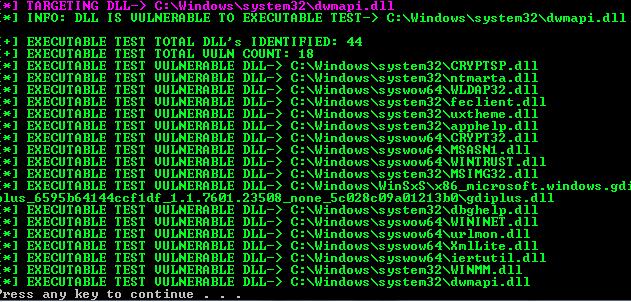 [*] TARGETING DLL-> C:\Windows\system32\dwmapi.dll
[*] INFO: DLL IS VULNERABLE TO EXECUTABLE TEST-> C:\Windows\system32\dwmapi.dll
[+] EXECUTABLE TEST TOTAL DLL's IDENTIFIED: 44
[+] EXECUTABLE TEST TOTAL VULN COUNT: 18
[*] EXECUTABLE TEST VULNERABLE DLL-> C:\Windows\system32\CRYPTSP.dll
[*] EXECUTABLE TEST VULNERABLE DLL-> C:\Windows\system32\ntmarta.dll
[*] EXECUTABLE TEST VULNERABLE DLL-> C:\Windows\syswow64\WLDAP32.dll
[*] EXECUTABLE TEST VULNERABLE DLL-> C:\Windows\system32\feclient.dll
[*] EXECUTABLE TEST VULNERABLE DLL-> C:\Windows\system32\uxtheme.dll
[*] EXECUTABLE TEST VULNERABLE DLL-> C:\Windows\system32\apphelp.dll
[*] EXECUTABLE TEST VULNERABLE DLL-> C:\Windows\syswow64\CRYPT32.dll
[*] EXECUTABLE TEST VULNERABLE DLL-> C:\Windows\syswow64\MSASN1.dll
[*] EXECUTABLE TEST VULNERABLE DLL-> C:\Windows\syswow64\WINTRUST.dll
[*] EXECUTABLE TEST VULNERABLE DLL-> C:\Windows\system32\MSIMG32.dll
[*] EXECUTABLE TEST VULNERABLE DLL-> C:\Windows\WinSxS\x86_microsoft.windows.gdi
plus_6595b64144ccf1df_1.1.7601.23508_none_5c028c09a01213b0\gdiplus.dll
[*] EXECUTABLE TEST VULNERABLE DLL-> C:\Windows\system32\dbghelp.dll
[*] EXECUTABLE TEST VULNERABLE DLL-> C:\Windows\syswow64\WININET.dll
[*] EXECUTABLE TEST VULNERABLE DLL-> C:\Windows\syswow64\urlmon.dll
[*] EXECUTABLE TEST VULNERABLE DLL-> C:\Windows\syswow64\XmlLite.dll
[*] EXECUTABLE TEST VULNERABLE DLL-> C:\Windows\syswow64\iertutil.dll
[*] EXECUTABLE TEST VULNERABLE DLL-> C:\Windows\system32\WINMM.dll
[*] EXECUTABLE TEST VULNERABLE DLL-> C:\Windows\system32\dwmapi.dll
Press any key to continue . . .